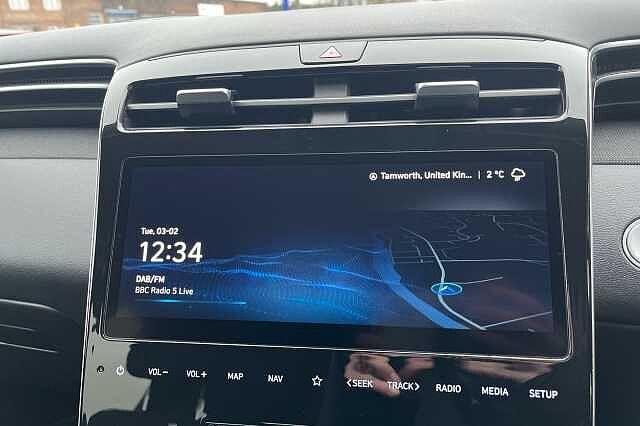 Tamworth, United Kin... | 2 °C
Tue, 03-02
12:34
DAB/FM
BBC Radio 5 Live
VOL- VOL+ MAP NAV <SEEK TRACK> RADIO MEDIA SETUP